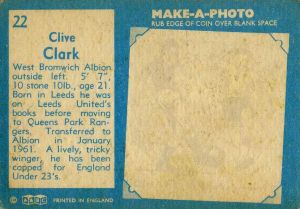 22
Clive
Clark
West Bromwich Albion
outside left. 5' 7",
10 stone 10lb., age 21.
Born in Leeds he was
on Leeds United's
books before moving
to Queens Park Ran-
gers. Transferred to
Albion in January
1961. A lively, tricky
winger, he has been
capped for England
Under 23's.
MAKE-A-PHOTO
RUB EDGE OF COIN OVER BLANK SPACE
© A&BC PRINTED IN ENGLAND